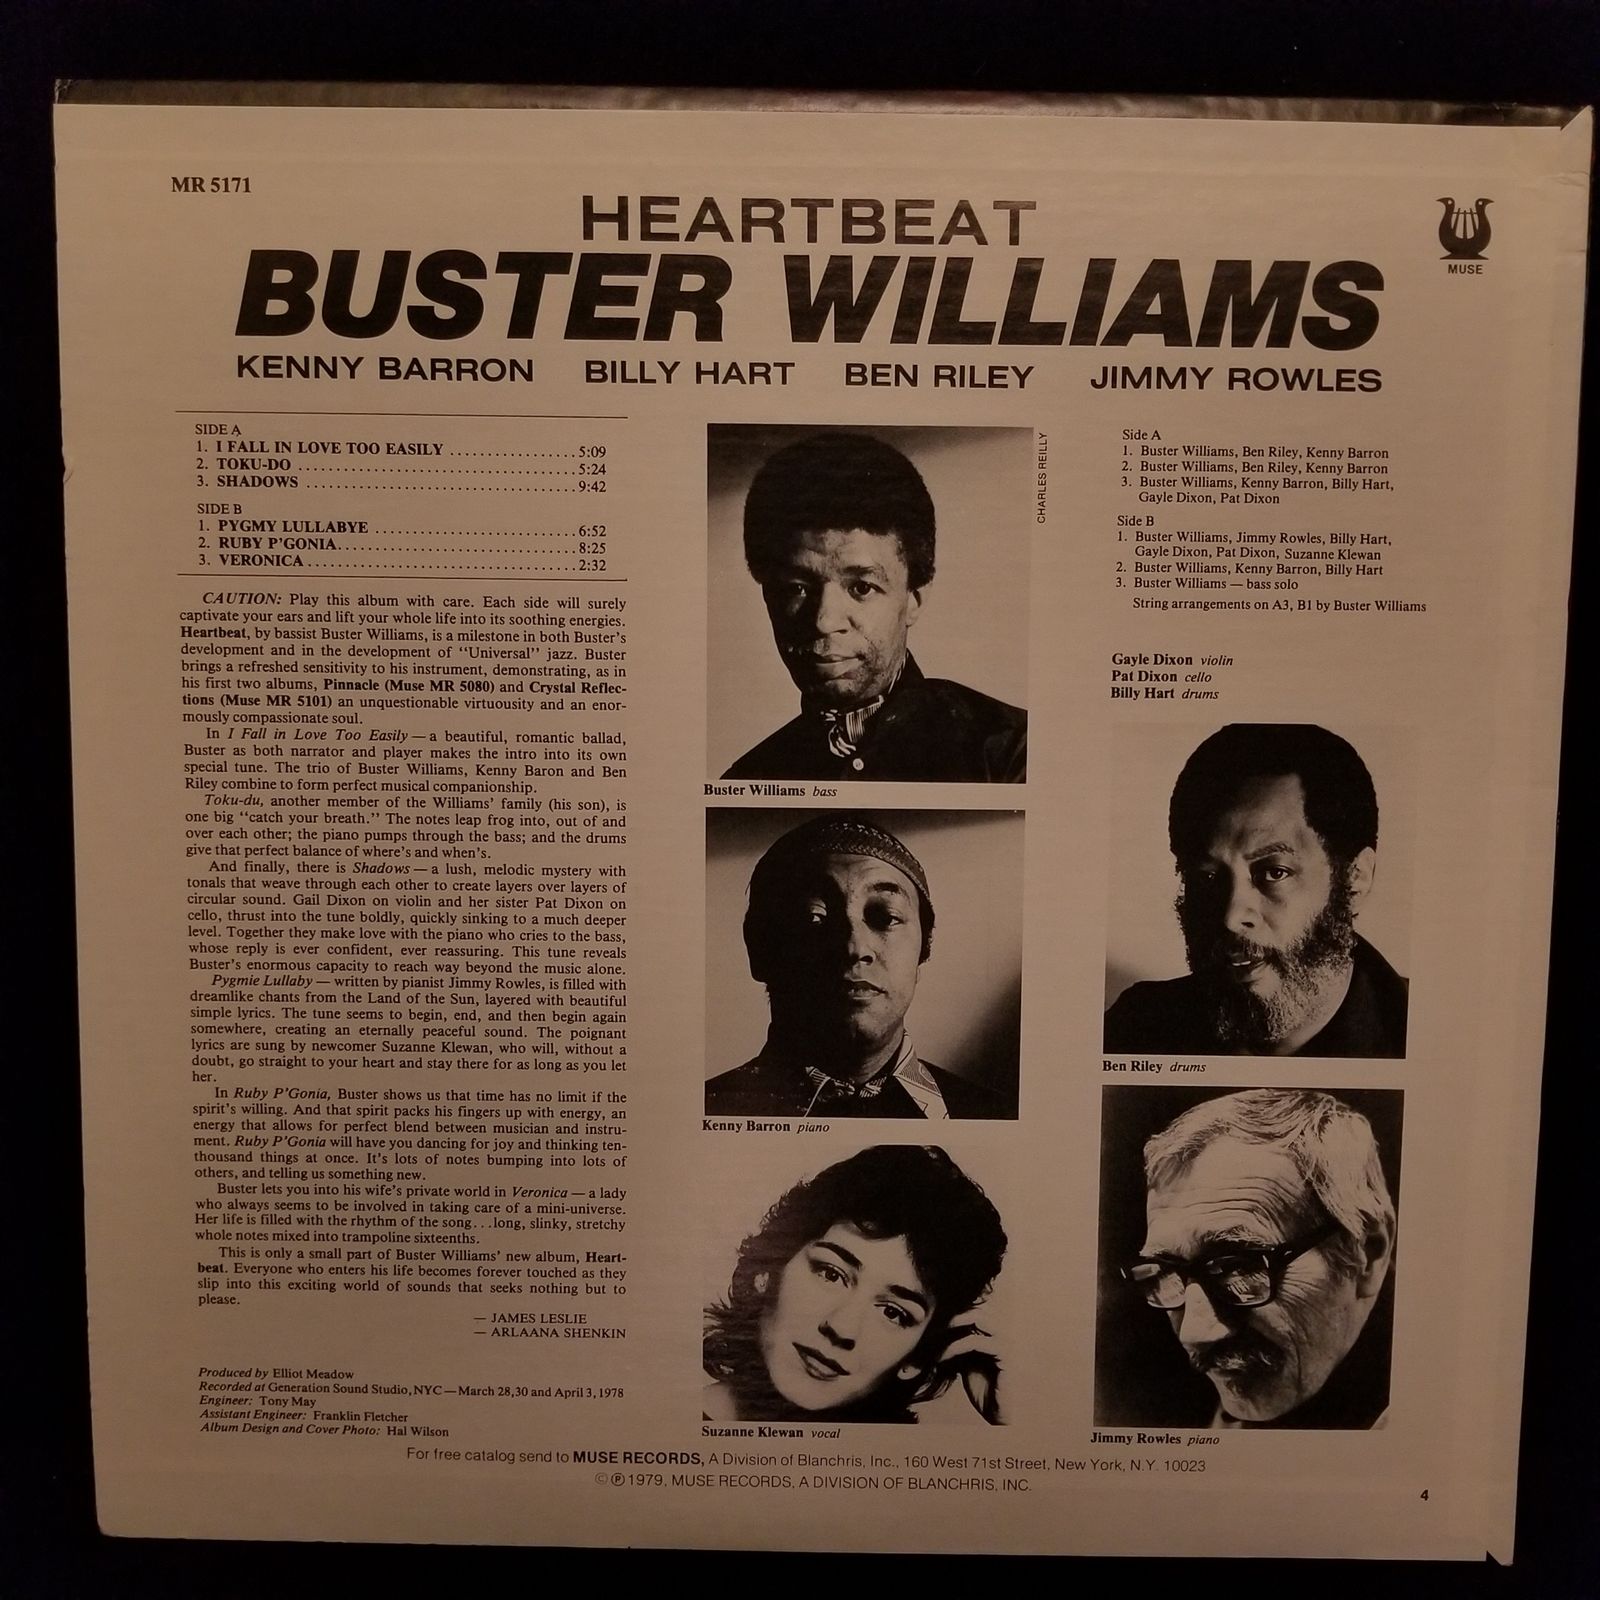 MR 5171
HEARTBEAT
MUSE
BUSTER WILLIAMS
KENNY BARRON BILLY HART BEN RILEY JIMMY ROWLES
SIDE A
1. I FALL IN LOVE TOO EASILY ................5:09
2. TOKU-DO ................5:24
3. SHADOWS ................9:42
SIDE B
1. PYGMY LULLABYE ................6:52
2. RUBY P'GONIA................8:25
3. VERONICA................2:32
CAUTION: Play this album with care. Each side will surely
captivate your ears and lift your whole life into its soothing energies.
Heartbeat, by bassist Buster Williams, is a milestone in both Buster's
development and in the development of "Universal" jazz. Buster
brings a refreshed sensitivity to his instrument, demonstrating, as in
his first two albums, Pinnacle (Muse MR 5080) and Crystal Reflec-
tions (Muse MR 5101) an unquestionable virtuousity and an enor-
mously compassionate soul.
In I Fall in Love Too Easily — a beautiful, romantic ballad,
Buster as both narrator and player makes the intro into its own
special tune. The trio of Buster Williams, Kenny Baron and Ben
Riley combine to form perfect musical companionship.
Toku-du, another member of the Williams' family (his son), is
one big "catch your breath." The notes leap frog into, out of and
over each other; the piano pumps through the bass; and the drums
give that perfect balance of where's and when's.
And finally, there is Shadows — a lush, melodic mystery with
tonals that weave through each other to create layers over layers of
circular sound. Gail Dixon on violin and her sister Pat Dixon on
cello, thrust into the tune boldly, quickly sinking to a much deeper
level. Together they make love with the piano who cries to the bass,
whose reply is ever confident, ever reassuring. This tune reveals
Buster's enormous capacity to reach way beyond the music alone.
Pygmie Lullaby — written by pianist Jimmy Rowles, is filled with
dreamlike chants from the Land of the Sun, layered with beautiful
simple lyrics. The tune seems to begin, end, and then begin again
somewhere, creating an eternally peaceful sound. The poignant
lyrics are sung by newcomer Suzanne Klewan, who will, without a
doubt, go straight to your heart and stay there for as long as you let
her.
In Ruby P'Gonia, Buster shows us that time has no limit if the
spirit's willing. And that spirit packs his fingers up with energy, an
energy that allows for perfect blend between musician and instru-
ment. Ruby P'Gonia will have you dancing for joy and thinking ten-
thousand things at once. It's lots of notes bumping into lots of
others, and telling us something new.
Buster lets you into his wife's private world in Veronica — a lady
who always seems to be involved in taking care of a mini-universe.
Her life is filled with the rhythm of the song...long, slinky, stretchy
whole notes mixed into trampoline sixteenths.
This is only a small part of Buster Williams' new album, Heart-
beat. Everyone who enters his life becomes forever touched as they
slip into this exciting world of sounds that seeks nothing but to
please.
— JAMES LESLIE
— ARLAANA SHENKIN
Produced by Elliot Meadow
Recorded at Generation Sound Studio, NYC — March 28,30 and April 3, 1978
Engineer: Tony May
Assistant Engineer: Franklin Fletcher
Album Design and Cover Photo: Hal Wilson
CHARLES REILLY
Buster Williams bass
Kenny Barron piano
Suzanne Klewan vocal
Side A
1. Buster Williams, Ben Riley, Kenny Barron
2. Buster Williams, Ben Riley, Kenny Barron
3. Buster Williams, Kenny Barron, Billy Hart,
Gayle Dixon, Pat Dixon
Side B
1. Buster Williams, Jimmy Rowles, Billy Hart,
Gayle Dixon, Pat Dixon, Suzanne Klewan
2. Buster Williams, Kenny Barron, Billy Hart
3. Buster Williams — bass solo
String arrangements on A3, B1 by Buster Williams
Gayle Dixon violin
Pat Dixon cello
Billy Hart drums
Ben Riley drums
Jimmy Rowles piano
For free catalog send to MUSE RECORDS, A Division of Blanchris, Inc., 160 West 71st Street, New York, N.Y. 10023
©℗1979, MUSE RECORDS, A DIVISION OF BLANCHRIS, INC.
4